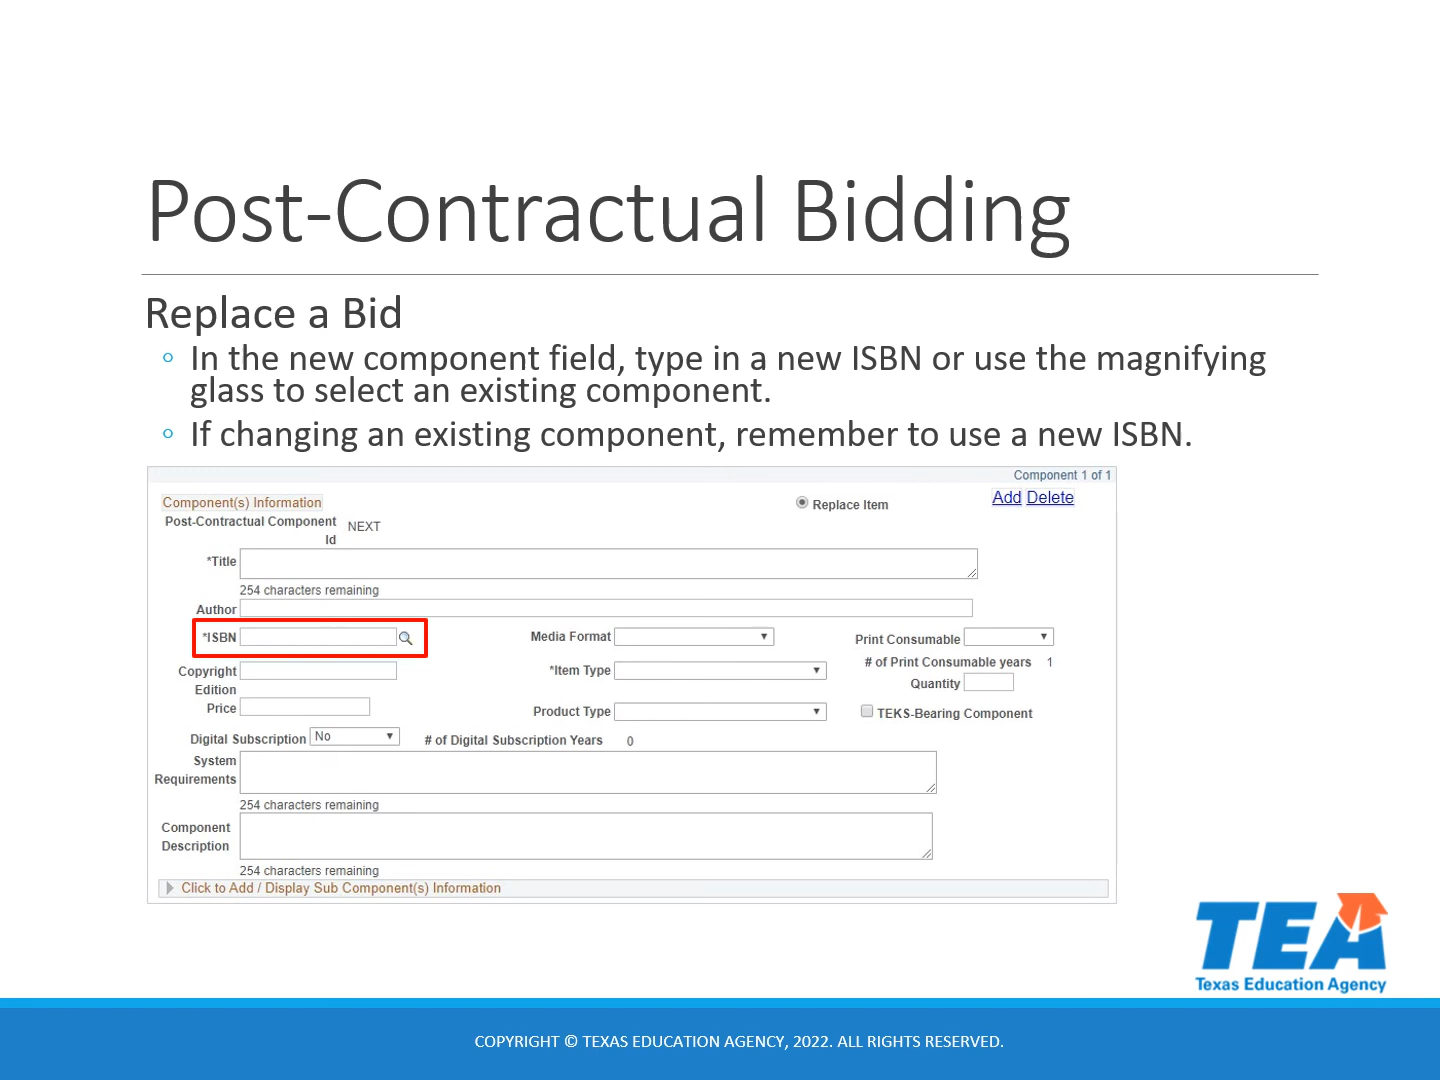 Post-Contractual Bidding
Replace a Bid
In the new component field, type in a new ISBN or use the magnifying
glass to select an existing component.
If changing an existing component, remember to use a new ISBN.
Component 1 of 1
Component(s) Information
Replace Item
Add Delete
Post-Contractual Component
Id
NEXT
*Title
254 characters remaining
Author
*ISBN
Media Format
Print Consumable
# of Print Consumable years 1
Copyright
*Item Type
Quantity
Edition
Price
Product Type
TEKS-Bearing Component
Digital Subscription No
# of Digital Subscription Years 0
System
Requirements
254 characters remaining
Component
Description
254 characters remaining
Click to Add / Display Sub Component(s) Information
TEA
Texas Education Agency
COPYRIGHT © TEXAS EDUCATION AGENCY, 2022. ALL RIGHTS RESERVED.